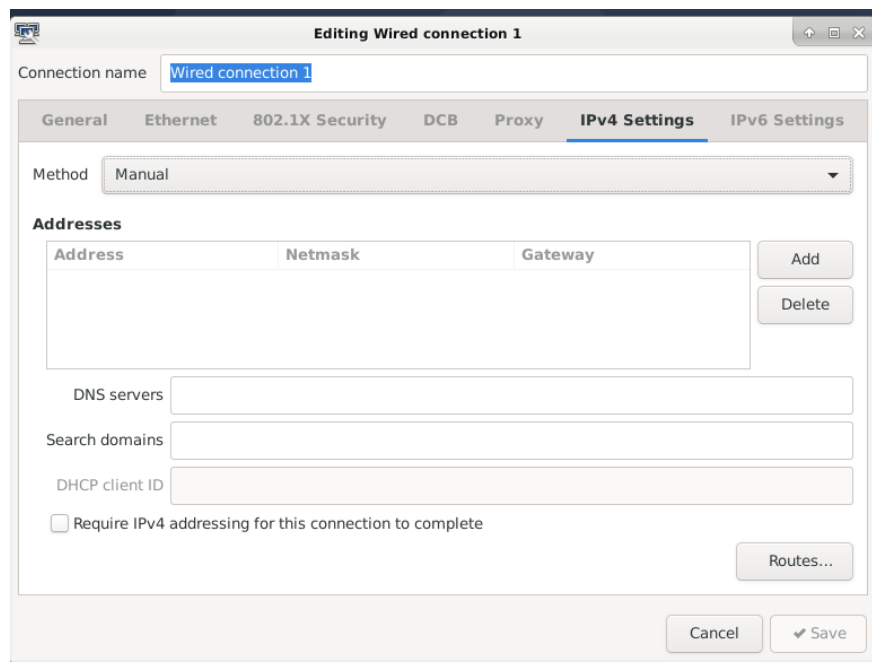 Editing Wired connection 1
Connection name Wired connection 1
General Ethernet 802.1X Security DCB Proxy IPv4 Settings IPv6 Settings
Method Manual
Addresses
Address Netmask Gateway
Add
Delete
DNS servers
Search domains
DHCP client ID
Require IPv4 addressing for this connection to complete
Routes…
Cancel Save